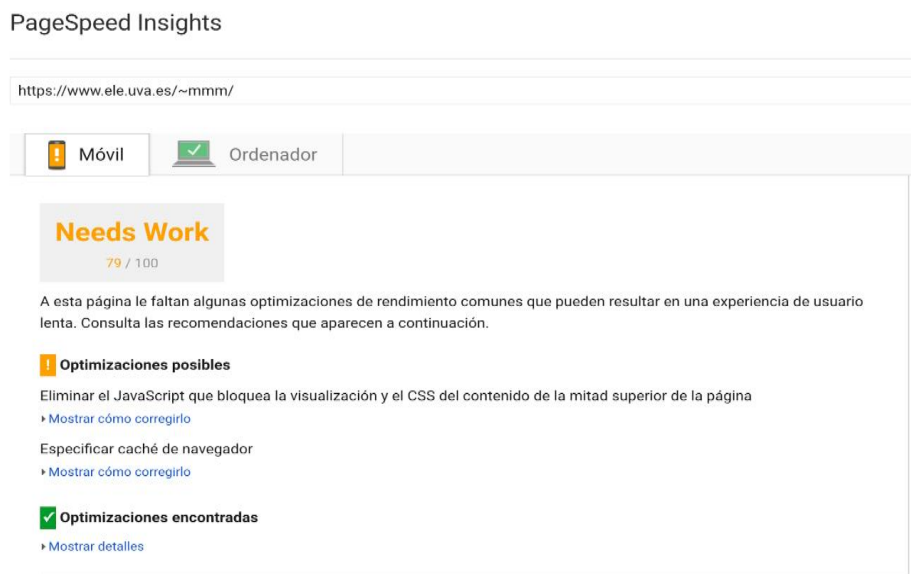 PageSpeed Insights
https://www.ele.uva.es/~mmm/
Móvil
Ordenador
Needs Work
79 / 100
A esta página le faltan algunas optimizaciones de rendimiento comunes que pueden resultar en una experiencia de usuario
lenta. Consulta las recomendaciones que aparecen a continuación.
Optimizaciones posibles
Eliminar el JavaScript que bloquea la visualización y el CSS del contenido de la mitad superior de la página
Mostrar cómo corregirlo
Especificar caché de navegador
Mostrar cómo corregirlo
Optimizaciones encontradas
Mostrar detalles